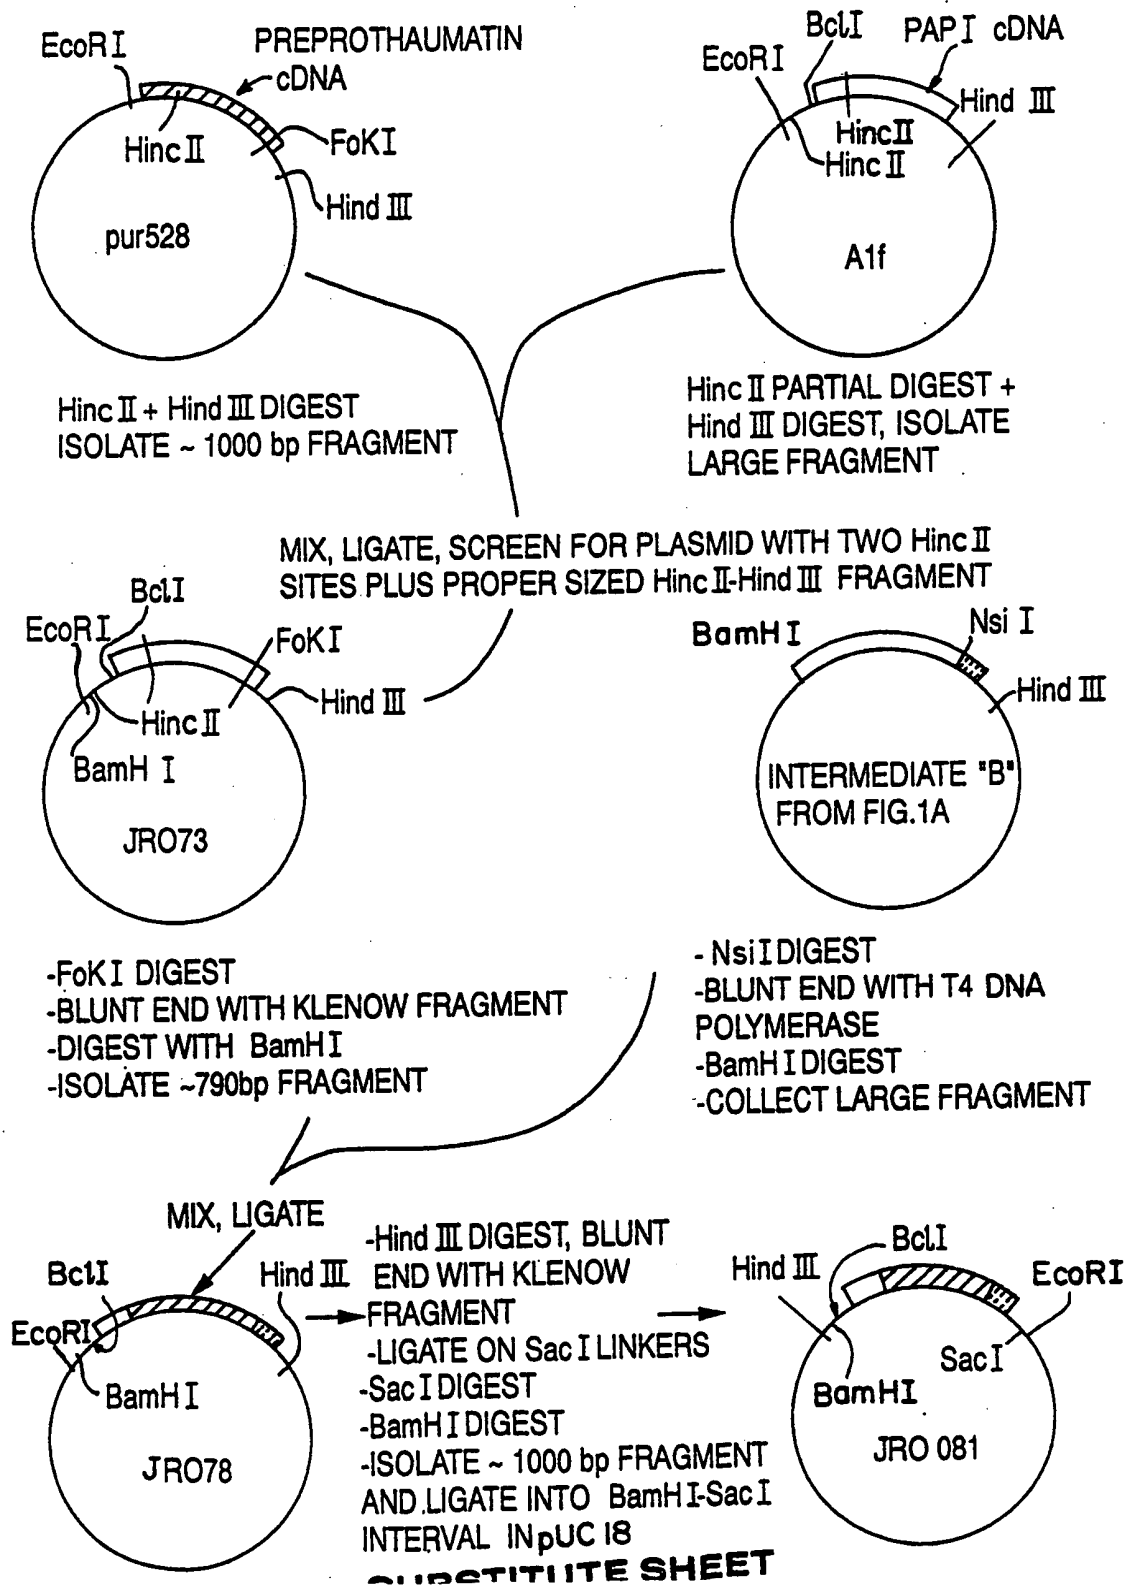 EcoR I
PREPROTHAUMATIN
cDNA
Hinc II
FoK I
Hind III
pur528
BclI
PAP I cDNA
EcoR I
Hind III
Hinc II
Hinc II
A1f
Hinc II + Hind III DIGEST
ISOLATE ~ 1000 bp FRAGMENT
Hinc II PARTIAL DIGEST +
Hind III DIGEST, ISOLATE
LARGE FRAGMENT
MIX, LIGATE, SCREEN FOR PLASMID WITH TWO Hinc II
SITES PLUS PROPER SIZED Hinc II-Hind III FRAGMENT
BclI
EcoR I
FoK I
Hind III
Hinc II
BamH I
JRO73
BamH I
Nsi I
Hind III
INTERMEDIATE "B"
FROM FIG.1A
-FoK I DIGEST
-BLUNT END WITH KLENOW FRAGMENT
-DIGEST WITH BamH I
-ISOLATE ~790bp FRAGMENT
- Nsi I DIGEST
-BLUNT END WITH T4 DNA
POLYMERASE
-BamH I DIGEST
-COLLECT LARGE FRAGMENT
MIX, LIGATE
BclI
Hind III
EcoR I
BamH I
JRO78
-Hind III DIGEST, BLUNT
END WITH KLENOW
FRAGMENT
-LIGATE ON Sac I LINKERS
-Sac I DIGEST
-BamH I DIGEST
-ISOLATE ~ 1000 bp FRAGMENT
AND LIGATE INTO BamH I-Sac I
INTERVAL IN pUC 18
Hind III
BclI
EcoR I
Sac I
BamH I
JRO 081
SUBSTITUTE SHEET